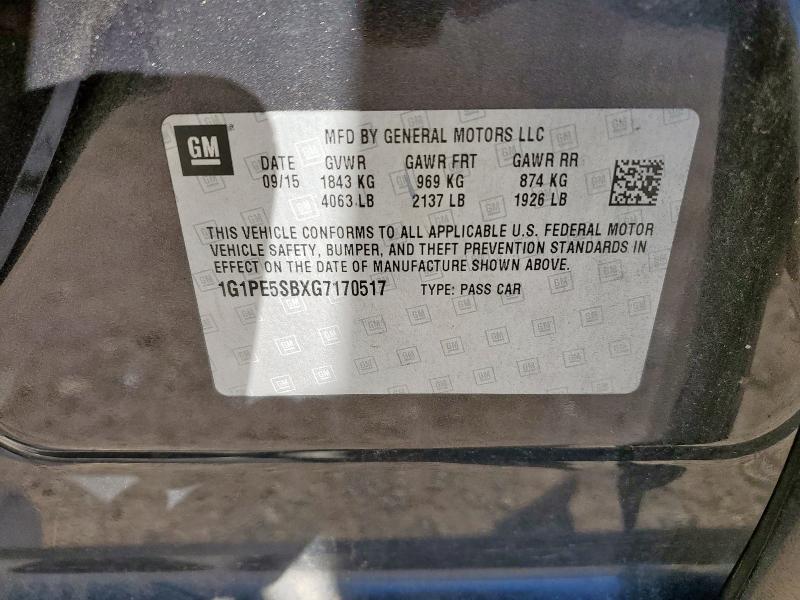 GM
MFD BY GENERAL MOTORS LLC
DATE GVWR GAWR FRT GAWR RR
09/15 1843 KG 969 KG 874 KG
4063 LB 2137 LB 1926 LB
THIS VEHICLE CONFORMS TO ALL APPLICABLE U.S. FEDERAL MOTOR
VEHICLE SAFETY, BUMPER, AND THEFT PREVENTION STANDARDS IN
EFFECT ON THE DATE OF MANUFACTURE SHOWN ABOVE.
1G1PE5SBXG7170517 TYPE: PASS CAR